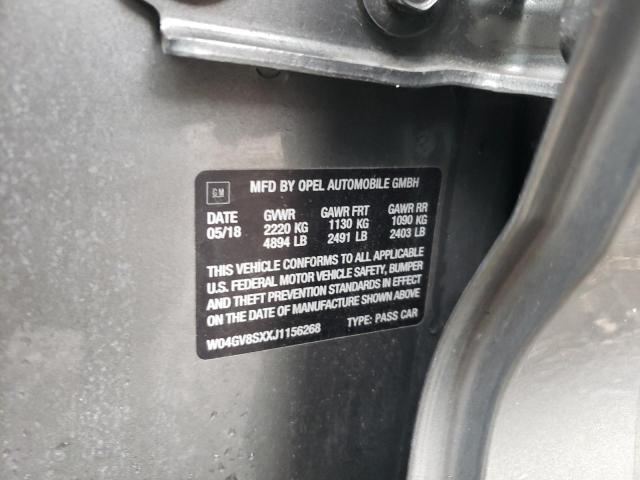 GM
MFD BY OPEL AUTOMOBILE GMBH
DATE GVWR GAWR FRT GAWR RR
05/18 2220 KG 1130 KG 1090 KG
4894 LB 2491 LB 2403 LB
THIS VEHICLE CONFORMS TO ALL APPLICABLE
U.S. FEDERAL MOTOR VEHICLE SAFETY, BUMPER
AND THEFT PREVENTION STANDARDS IN EFFECT
ON THE DATE OF MANUFACTURE SHOWN ABOVE
W04GV8SXXJ1156268 TYPE: PASS CAR